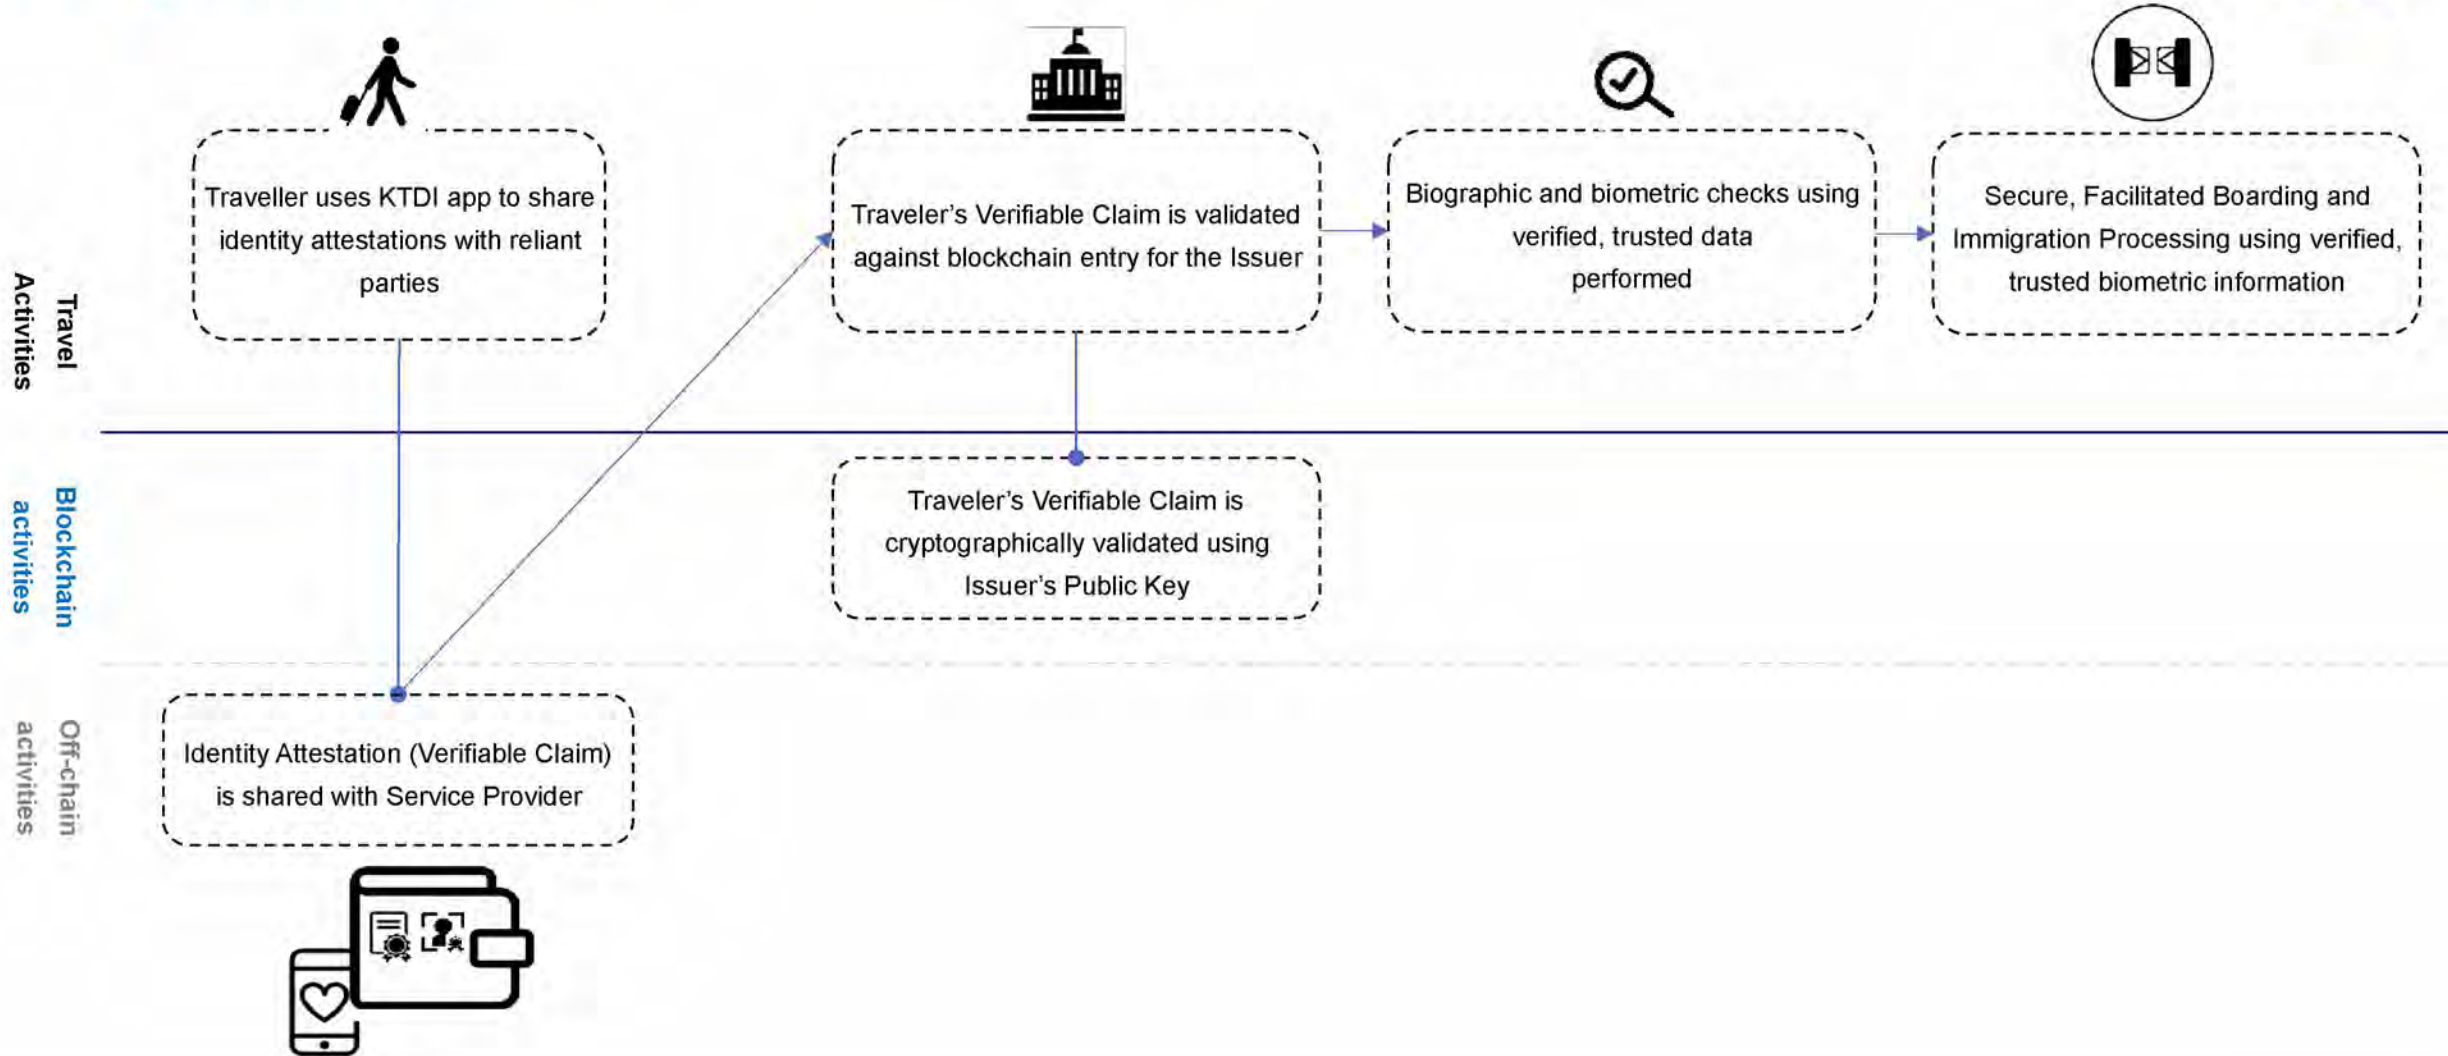 Traveller uses KTDI app to share
identity attestations with reliant
parties
Traveler's Verifiable Claim is validated
against blockchain entry for the Issuer
Biographic and biometric checks using
verified, trusted data
performed
Secure, Facilitated Boarding and
Immigration Processing using verified,
trusted biometric information
Travel
Activities
Traveler's Verifiable Claim is
cryptographically validated using
Issuer's Public Key
Blockchain
activities
Identity Attestation (Verifiable Claim)
is shared with Service Provider
Off-chain
activities